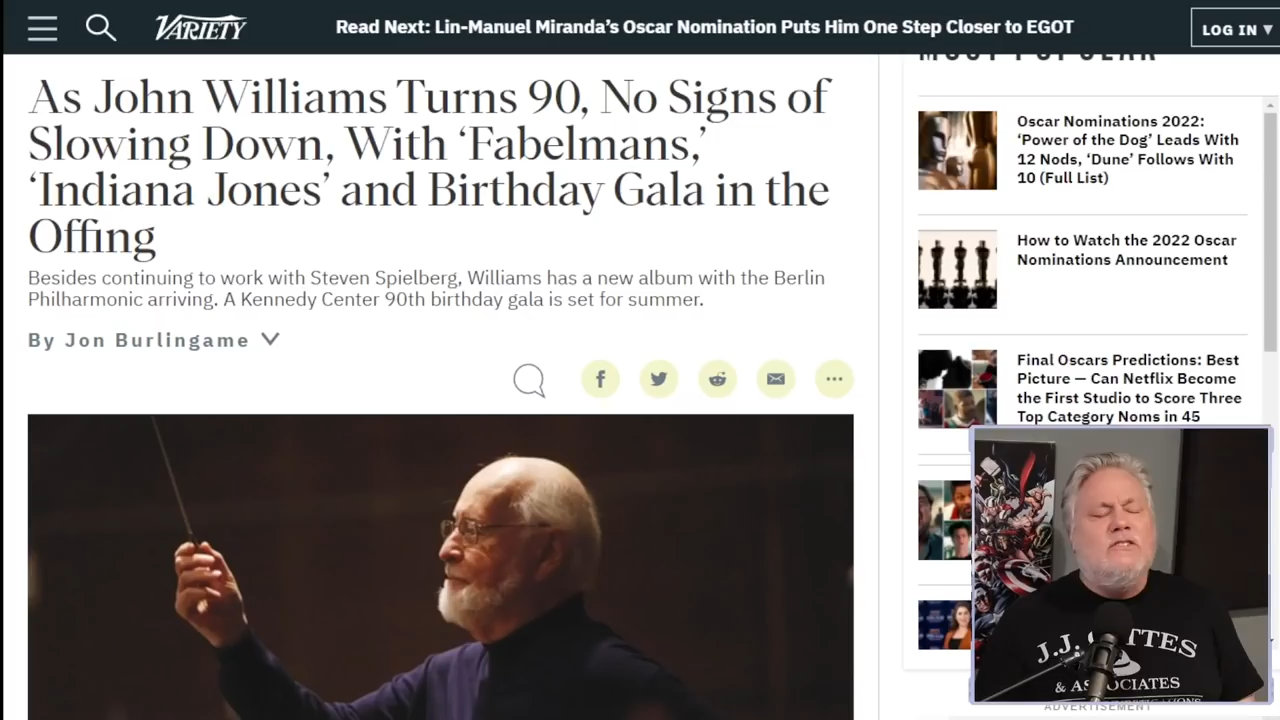 VARIETY
Read Next: Lin-Manuel Miranda's Oscar Nomination Puts Him One Step Closer to EGOT
LOG IN ▾
As John Williams Turns 90, No Signs of
Slowing Down, With ‘Fabelmans,’
‘Indiana Jones’ and Birthday Gala in the
Offing
Besides continuing to work with Steven Spielberg, Williams has a new album with the Berlin
Philharmonic arriving. A Kennedy Center 90th birthday gala is set for summer.
By Jon Burlingame
MOST POPULAR
Oscar Nominations 2022:
‘Power of the Dog’ Leads With
12 Nods, ‘Dune’ Follows With
10 (Full List)
How to Watch the 2022 Oscar
Nominations Announcement
Final Oscars Predictions: Best
Picture — Can Netflix Become
the First Studio to Score Three
Top Category Noms in 45
J.J.
& ASSOCIATES
ADVERTISEMENT